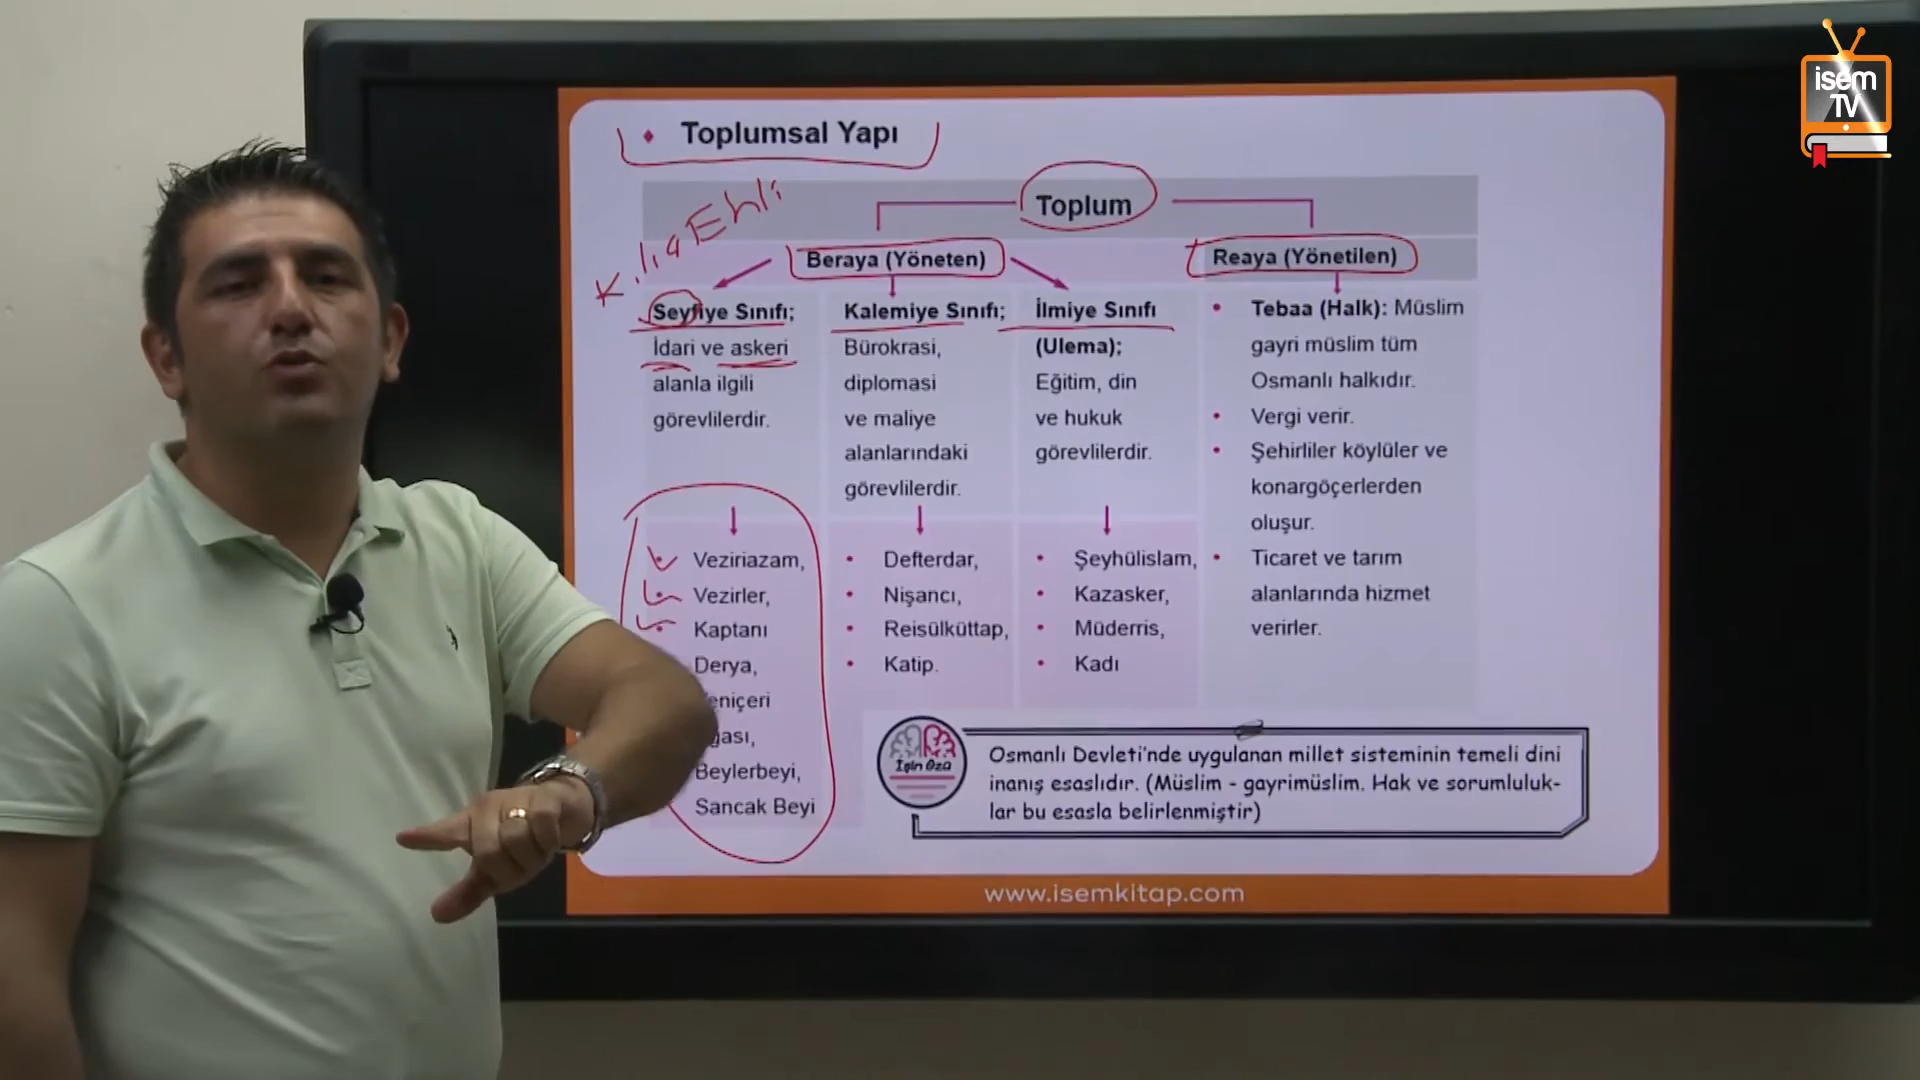 isem
TV
Toplumsal Yapı
Toplum
Kılıç Ehli
Beraya (Yöneten)
Reaya (Yönetilen)
Seyfiye Sınıfı;
İdari ve askeri
alanla ilgili
görevlilerdir.
Veziriazam,
Vezirler,
Kaptanı
Derya,
eniçeri
ğası,
Beylerbeyi,
Sancak Beyi
Kalemiye Sınıfı;
Bürokrasi,
diplomasi
ve maliye
alanlarındaki
görevlilerdir.
Defterdar,
Nişancı,
Reisülküttap,
Katip.
İlmiye Sınıfı
(Ulema);
Eğitim, din
ve hukuk
görevlilerdir.
Şeyhülislam,
Kazasker,
Müderris,
Kadı
Tebaa (Halk): Müslim
gayri müslim tüm
Osmanlı halkıdır.
Vergi verir.
Şehirliler köylüler ve
konargöçerlerden
oluşur.
Ticaret ve tarım
alanlarında hizmet
verirler.
İşin Özü
Osmanlı Devleti'nde uygulanan millet sisteminin temeli dini
inanış esaslıdır. (Müslim - gayrimüslim. Hak ve sorumluluk-
lar bu esasla belirlenmiştir)
www.isemkitap.com